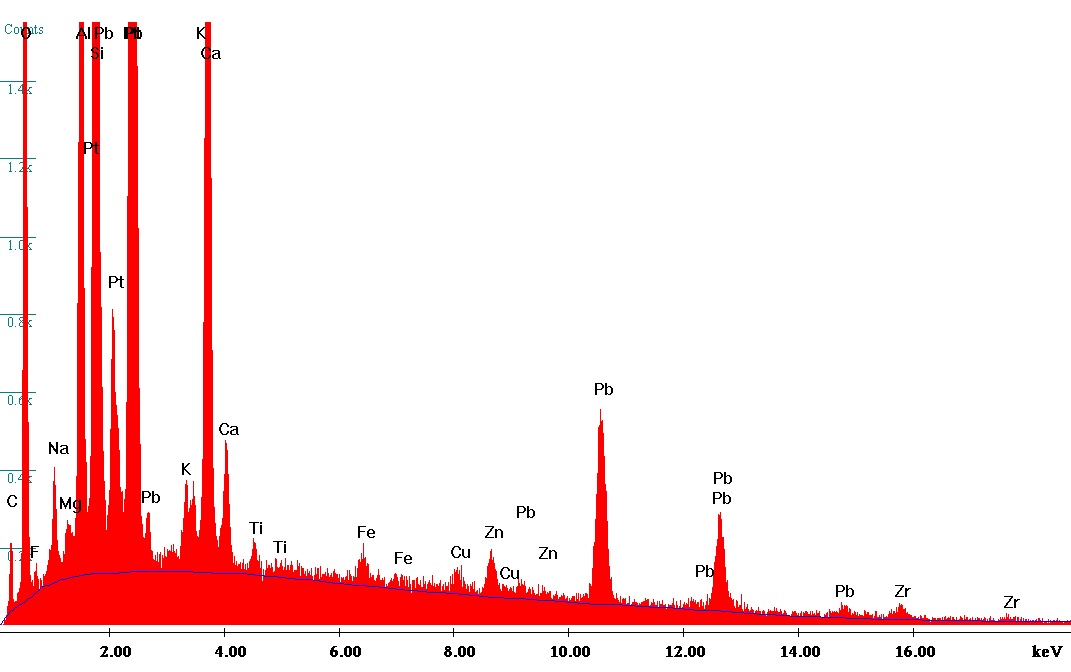 Counts
O Al Pb Pt Pb K
Si Ca
1.4k
Pt
1.2k
1.0k
Pt
0.8k
Pb
0.6k
Ca
Na
K Pb
0.4k
C Mg Pb Pb
Pb
Ti Fe Zn
F Ti Cu Zn
0.2k
Fe Cu Pb
Pb Zr Zr
2.00 4.00 6.00 8.00 10.00 12.00 14.00 16.00 keV